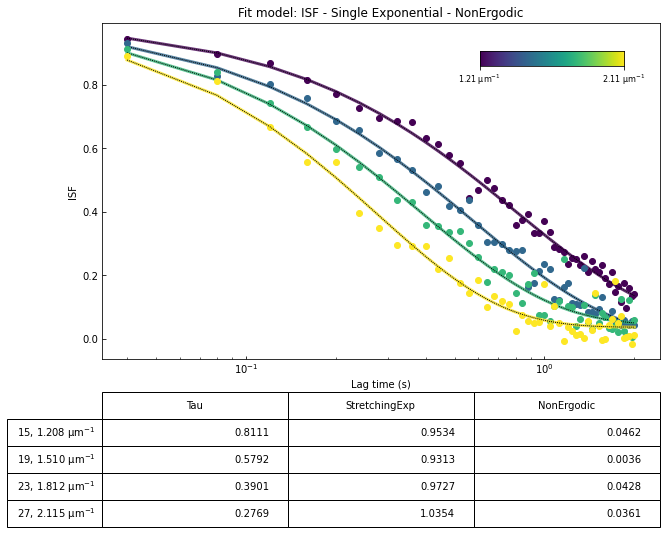 Fit model: ISF - Single Exponential - NonErgodic
1.21 μm⁻¹ 2.11 μm⁻¹
ISF
0.8
0.6
0.4
0.2
0.0
10⁻¹ 10⁰
Lag time (s)
Tau StretchingExp NonErgodic
15, 1.208 μm⁻¹ 0.8111 0.9534 0.0462
19, 1.510 μm⁻¹ 0.5792 0.9313 0.0036
23, 1.812 μm⁻¹ 0.3901 0.9727 0.0428
27, 2.115 μm⁻¹ 0.2769 1.0354 0.0361